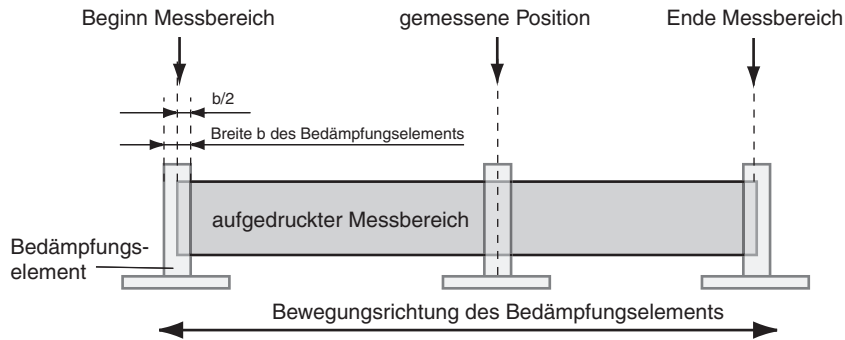 Beginn Messbereich
gemessene Position
Ende Messbereich
b/2
Breite b des Bedämpfungselements
aufgedruckter Messbereich
Bedämpfungs-
element
Bewegungsrichtung des Bedämpfungselements